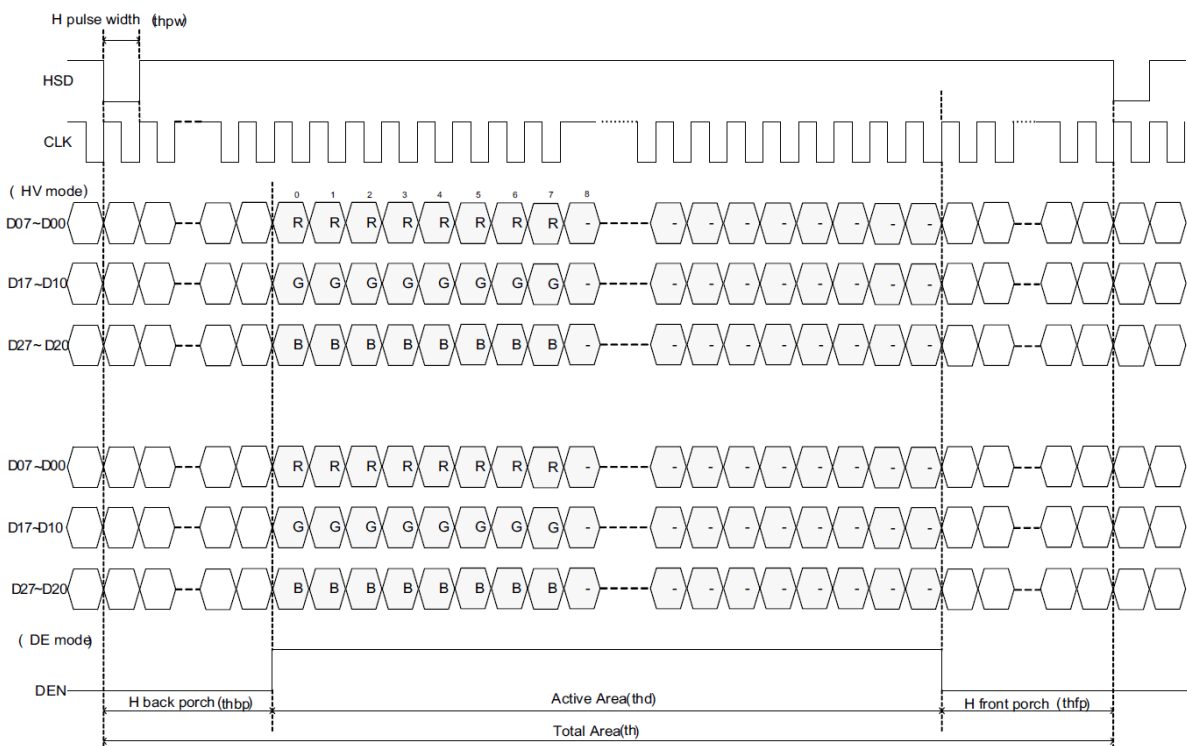 H pulse width (thpw)
HSD
CLK
( HV mode)
0 1 2 3 4 5 6 7 8
D07~D00 R R R R R R R R - - - - - - - - -
D17~D10 G G G G G G G G - - - - - - - - -
D27~D20 B B B B B B B B - - - - - - - - -
D07~D00 R R R R R R R R - - - - - - - - -
D17~D10 G G G G G G G G - - - - - - - - -
D27~D20 B B B B B B B B - - - - - - - - -
( DE mode)
DEN
H back porch (thbp) Active Area(thd) H front porch (thfp)
Total Area(th)